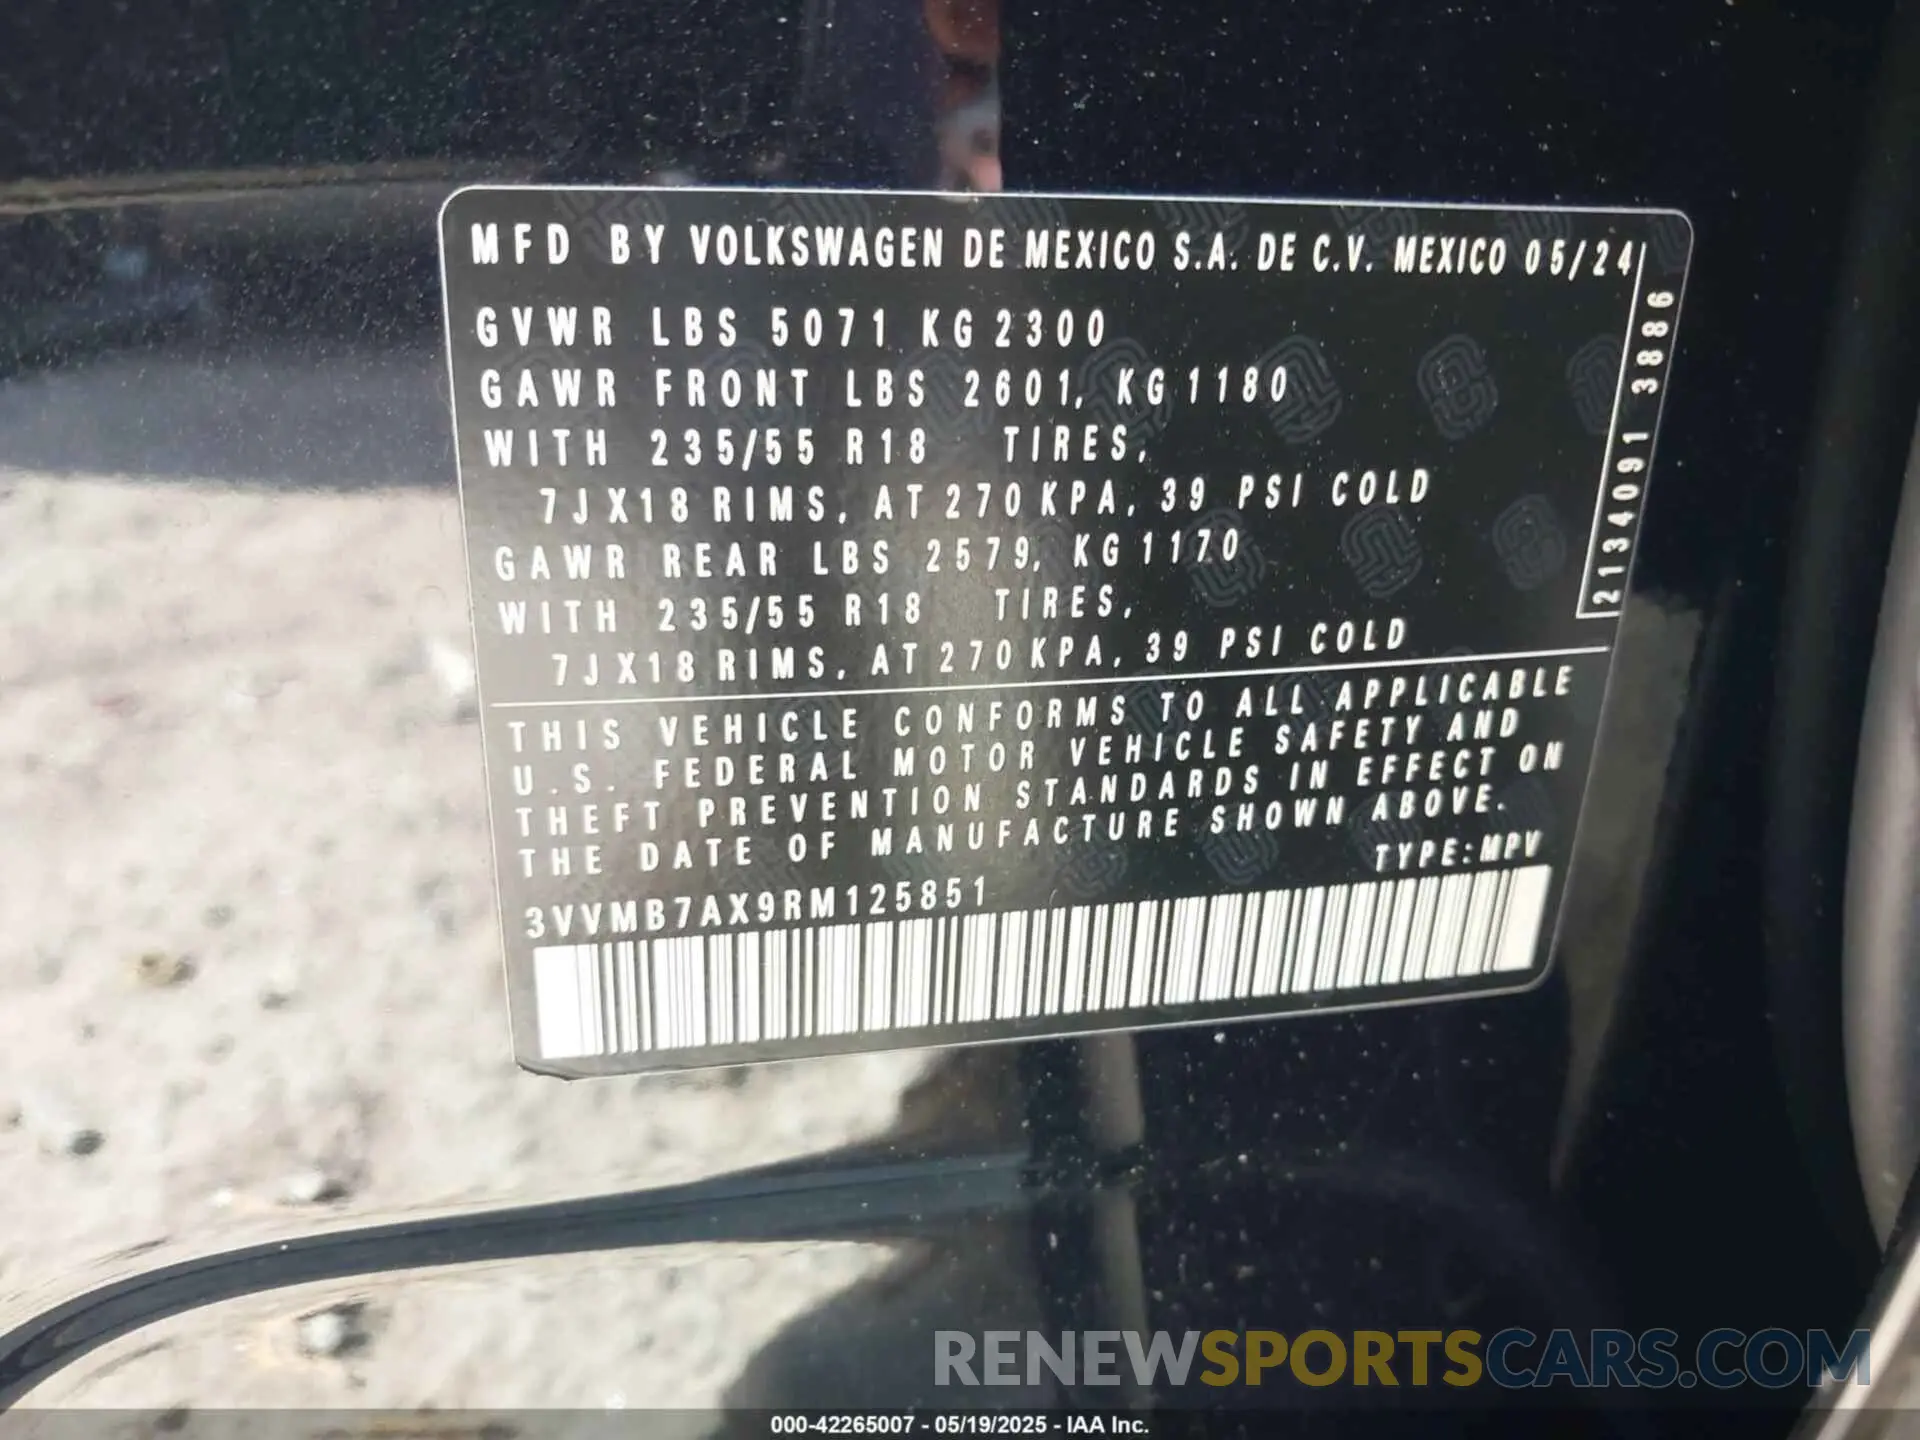 MFD BY VOLKSWAGEN DE MEXICO S.A. DE C.V. MEXICO 05/24
GVWR LBS 5071 KG 2300
GAWR FRONT LBS 2601, KG 1180
WITH 235/55 R18 TIRES,
7JX18 RIMS, AT 270 KPA, 39 PSI COLD
GAWR REAR LBS 2579, KG 1170
WITH 235/55 R18 TIRES,
7JX18 RIMS, AT 270 KPA, 39 PSI COLD
2134091 3886
THIS VEHICLE CONFORMS TO ALL APPLICABLE
U.S. FEDERAL MOTOR VEHICLE SAFETY AND
THEFT PREVENTION STANDARDS IN EFFECT ON
THE DATE OF MANUFACTURE SHOWN ABOVE.
TYPE:MPV
3VVMB7AX9RM125851
RENEWSPORTSCARS.COM
000-42265007 - 05/19/2025 - IAA Inc.